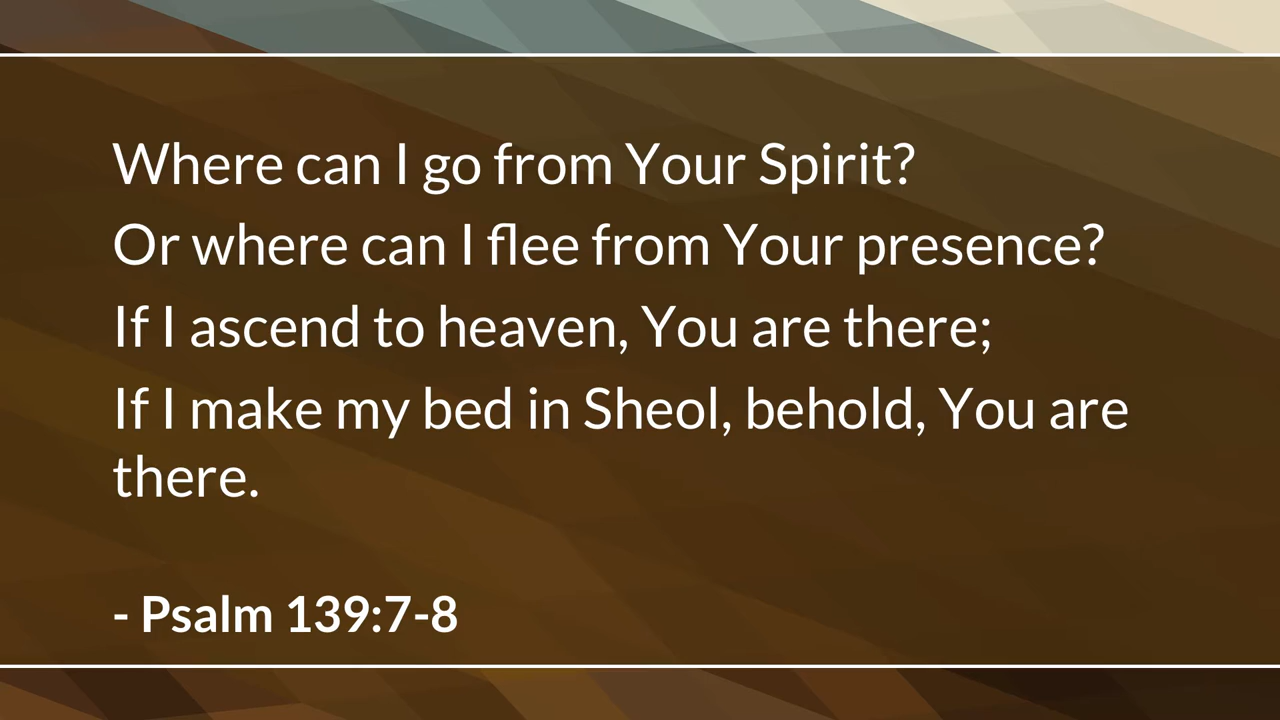 Where can I go from Your Spirit?
Or where can I flee from Your presence?
If I ascend to heaven, You are there;
If I make my bed in Sheol, behold, You are
there.
- Psalm 139:7-8